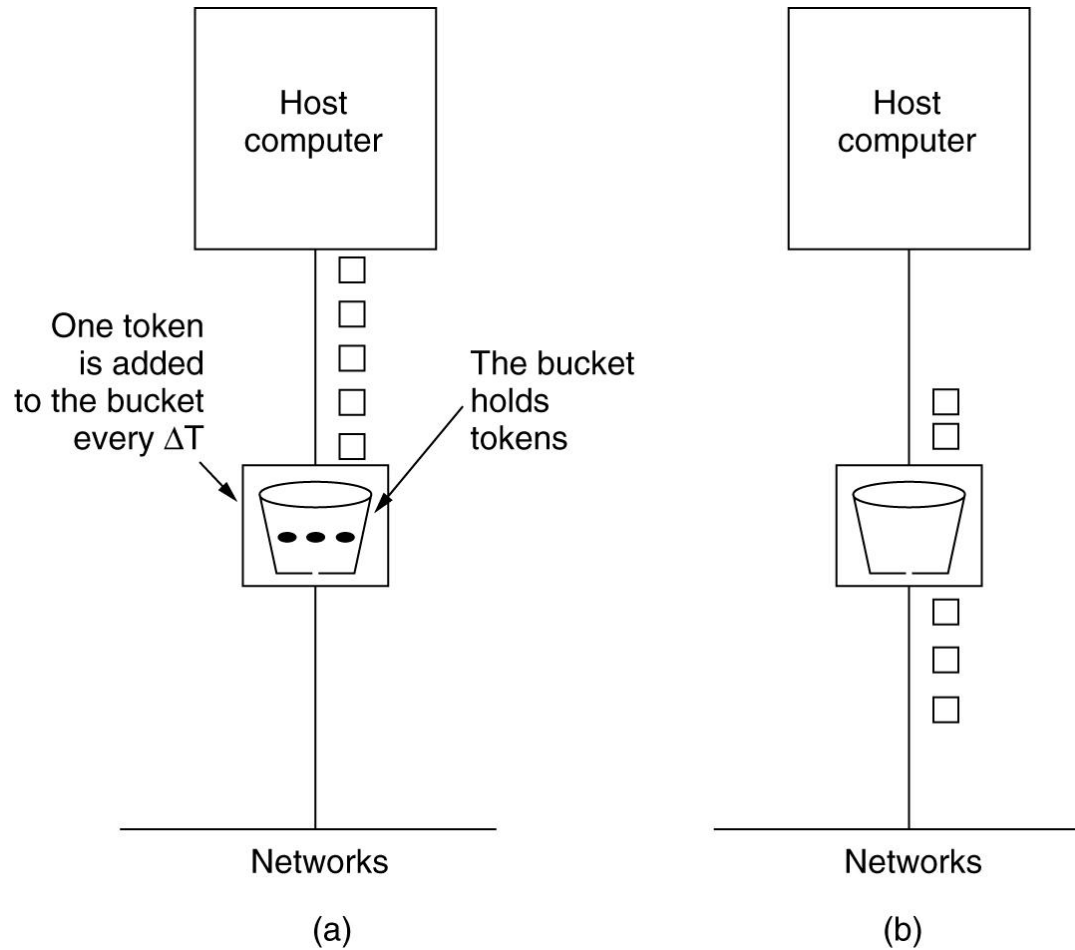 Host
computer
One token
is added
to the bucket
every ΔT
The bucket
holds
tokens
Networks
(a)
Host
computer
Networks
(b)